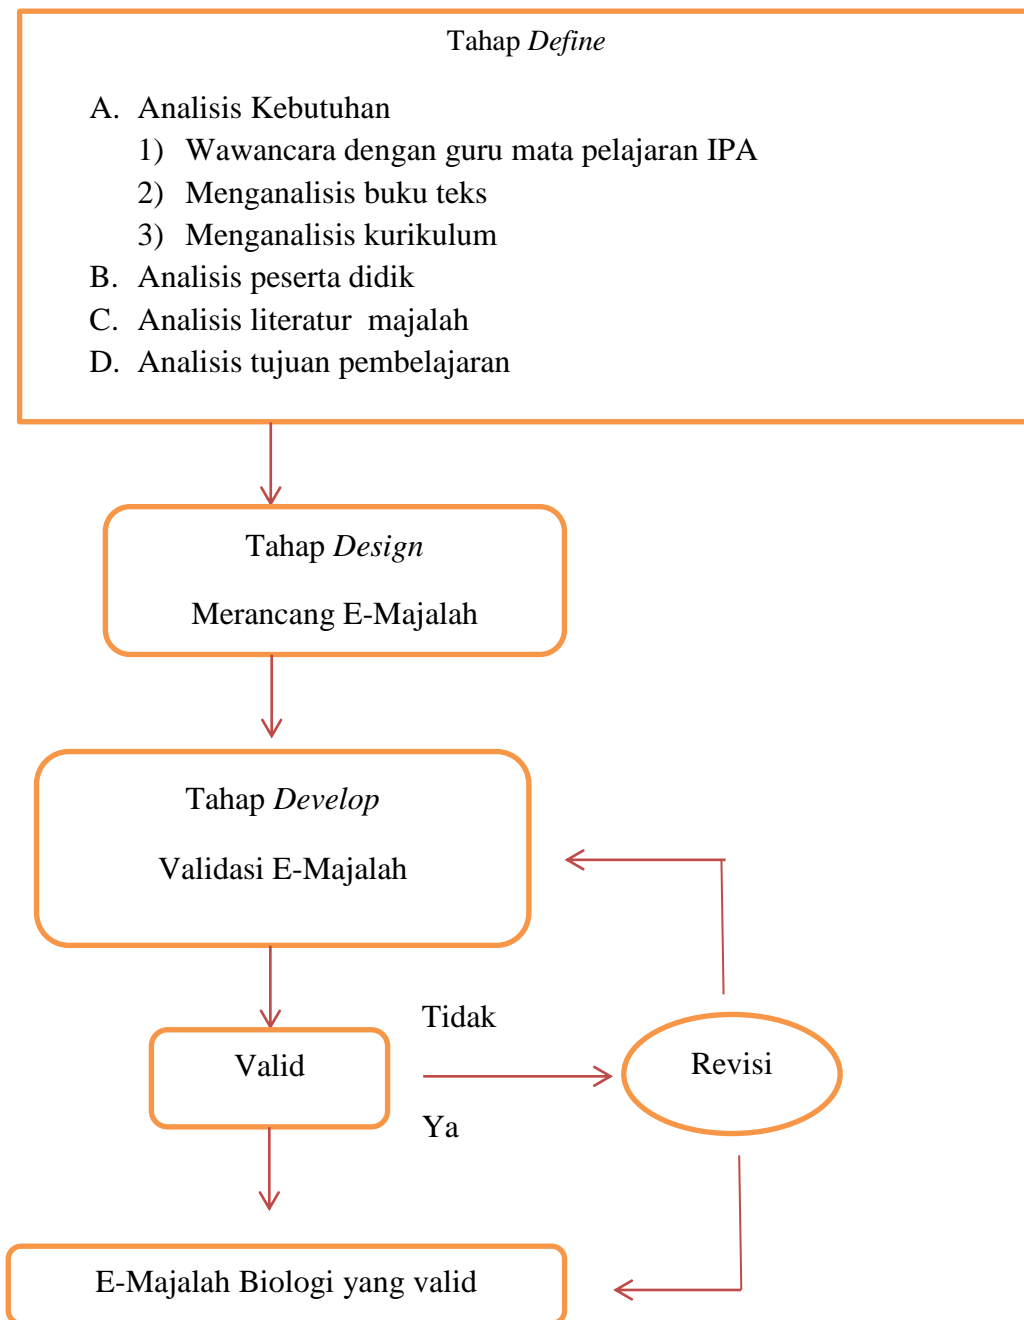 Tahap Define
A. Analisis Kebutuhan
1) Wawancara dengan guru mata pelajaran IPA
2) Menganalisis buku teks
3) Menganalisis kurikulum
B. Analisis peserta didik
C. Analisis literatur majalah
D. Analisis tujuan pembelajaran
Tahap Design
Merancang E-Majalah
Tahap Develop
Validasi E-Majalah
Tidak
Valid
Revisi
Ya
E-Majalah Biologi yang valid